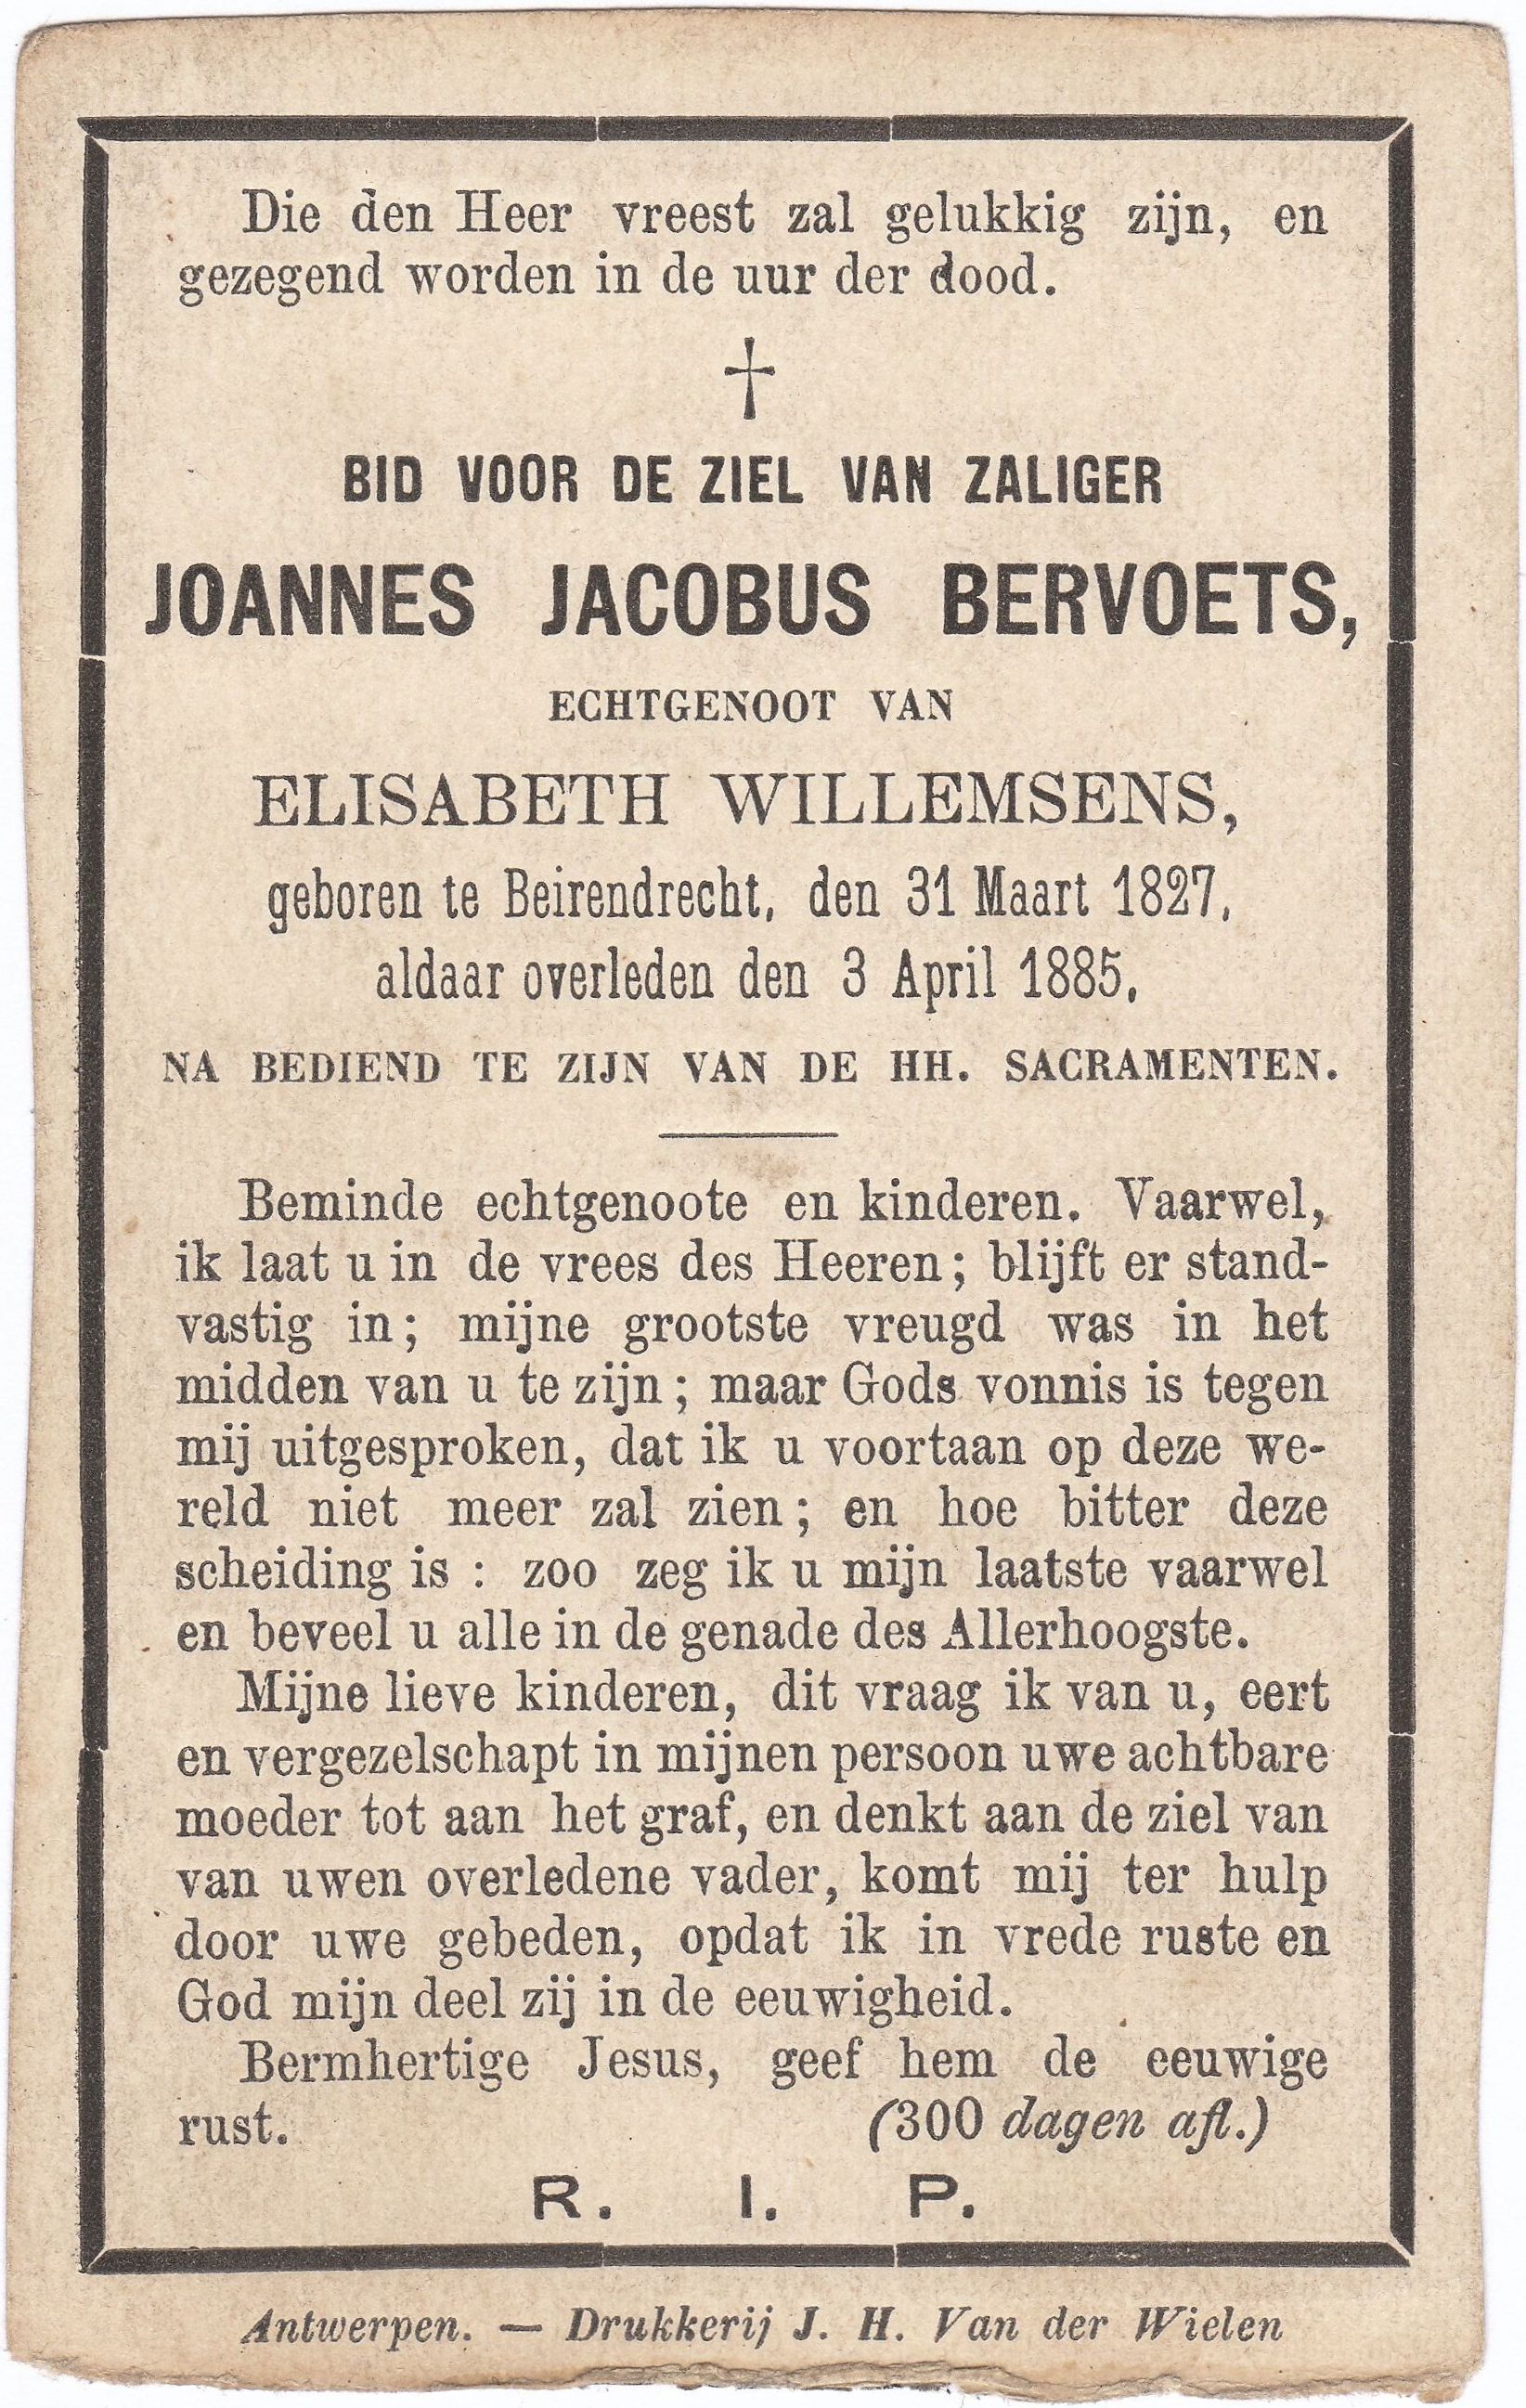 Die den Heer vreest zal gelukkig zijn, en
gezegend worden in de uur der dood.
BID VOOR DE ZIEL VAN ZALIGER
JOANNES JACOBUS BERVOETS,
ECHTGENOOT VAN
ELISABETH WILLEMSENS,
geboren te Beirendrecht, den 31 Maart 1827,
aldaar overleden den 3 April 1885,
NA BEDIEND TE ZIJN VAN DE HH. SACRAMENTEN.
Beminde echtgenoote en kinderen. Vaarwel,
ik laat u in de vrees des Heeren; blijft er stand-
vastig in; mijne grootste vreugd was in het
midden van u te zijn; maar Gods vonnis is tegen
mij uitgesproken, dat ik u voortaan op deze we-
reld niet meer zal zien; en hoe bitter deze
scheiding is : zoo zeg ik u mijn laatste vaarwel
en beveel u alle in de genade des Allerhoogste.
Mijne lieve kinderen, dit vraag ik van u, eert
en vergezelschapt in mijnen persoon uwe achtbare
moeder tot aan het graf, en denkt aan de ziel van
van uwen overledene vader, komt mij ter hulp
door uwe gebeden, opdat ik in vrede ruste en
God mijn deel zij in de eeuwigheid.
Bermhertige Jesus, geef hem de eeuwige
rust. (300 dagen afl.)
R. I. P.
Antwerpen. — Drukkerij J. H. Van der Wielen